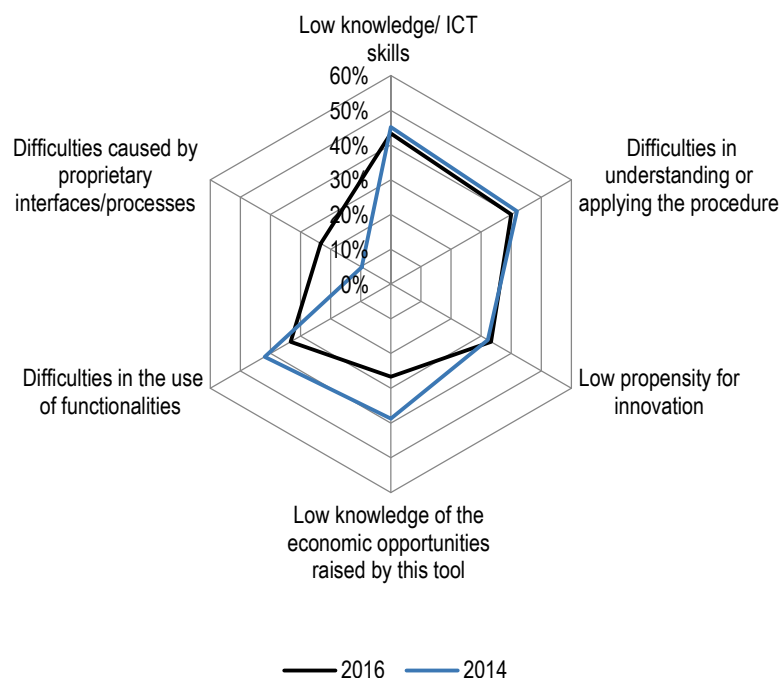 Low knowledge/ ICT
skills
60%
50%
40%
30%
20%
10%
0%
Difficulties in
understanding or
applying the procedure
Low propensity for
innovation
Low knowledge of the
economic opportunities
raised by this tool
Difficulties in the use
of functionalities
Difficulties caused by
proprietary
interfaces/processes
2016
2014